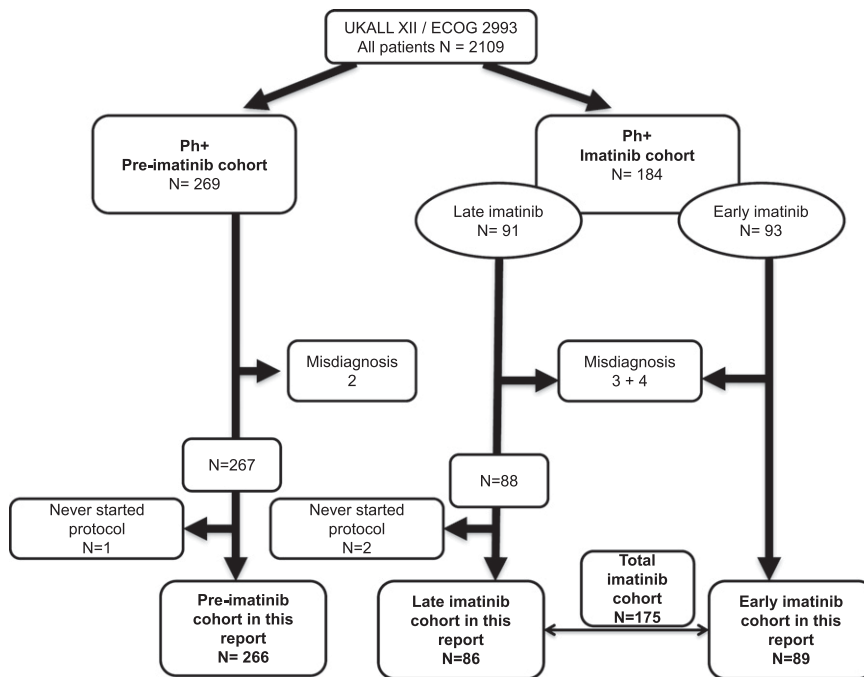 UKALL XII / ECOG 2993
All patients N = 2109
Ph+
Pre-imatinib cohort
N= 269
Ph+
Imatinib cohort
N= 184
Late imatinib
N= 91
Early imatinib
N= 93
Misdiagnosis
2
Misdiagnosis
3 + 4
N=267
N=88
Never started
protocol
N=1
Never started
protocol
N=2
Pre-imatinib
cohort in this
report
N= 266
Late imatinib
cohort in this
report
N=86
Total
imatinib
cohort
N=175
Early imatinib
cohort in this
report
N=89